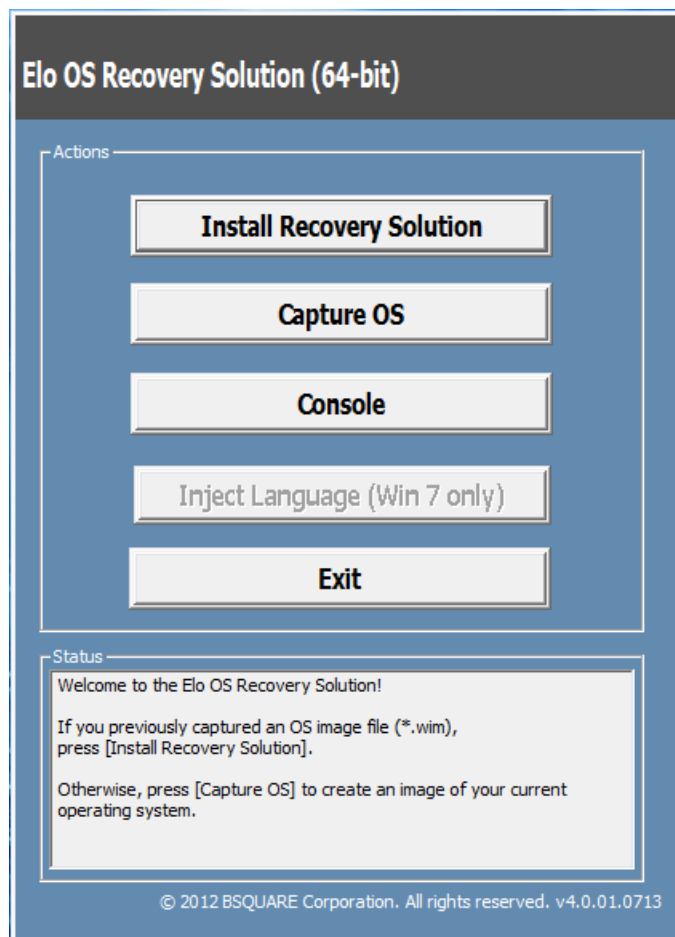 Elo OS Recovery Solution (64-bit)
Actions
Install Recovery Solution
Capture OS
Console
Inject Language (Win 7 only)
Exit
Status
Welcome to the Elo OS Recovery Solution!
If you previously captured an OS image file (*.wim),
press [Install Recovery Solution].
Otherwise, press [Capture OS] to create an image of your current
operating system.
© 2012 BSQUARE Corporation. All rights reserved. v4.0.01.0713